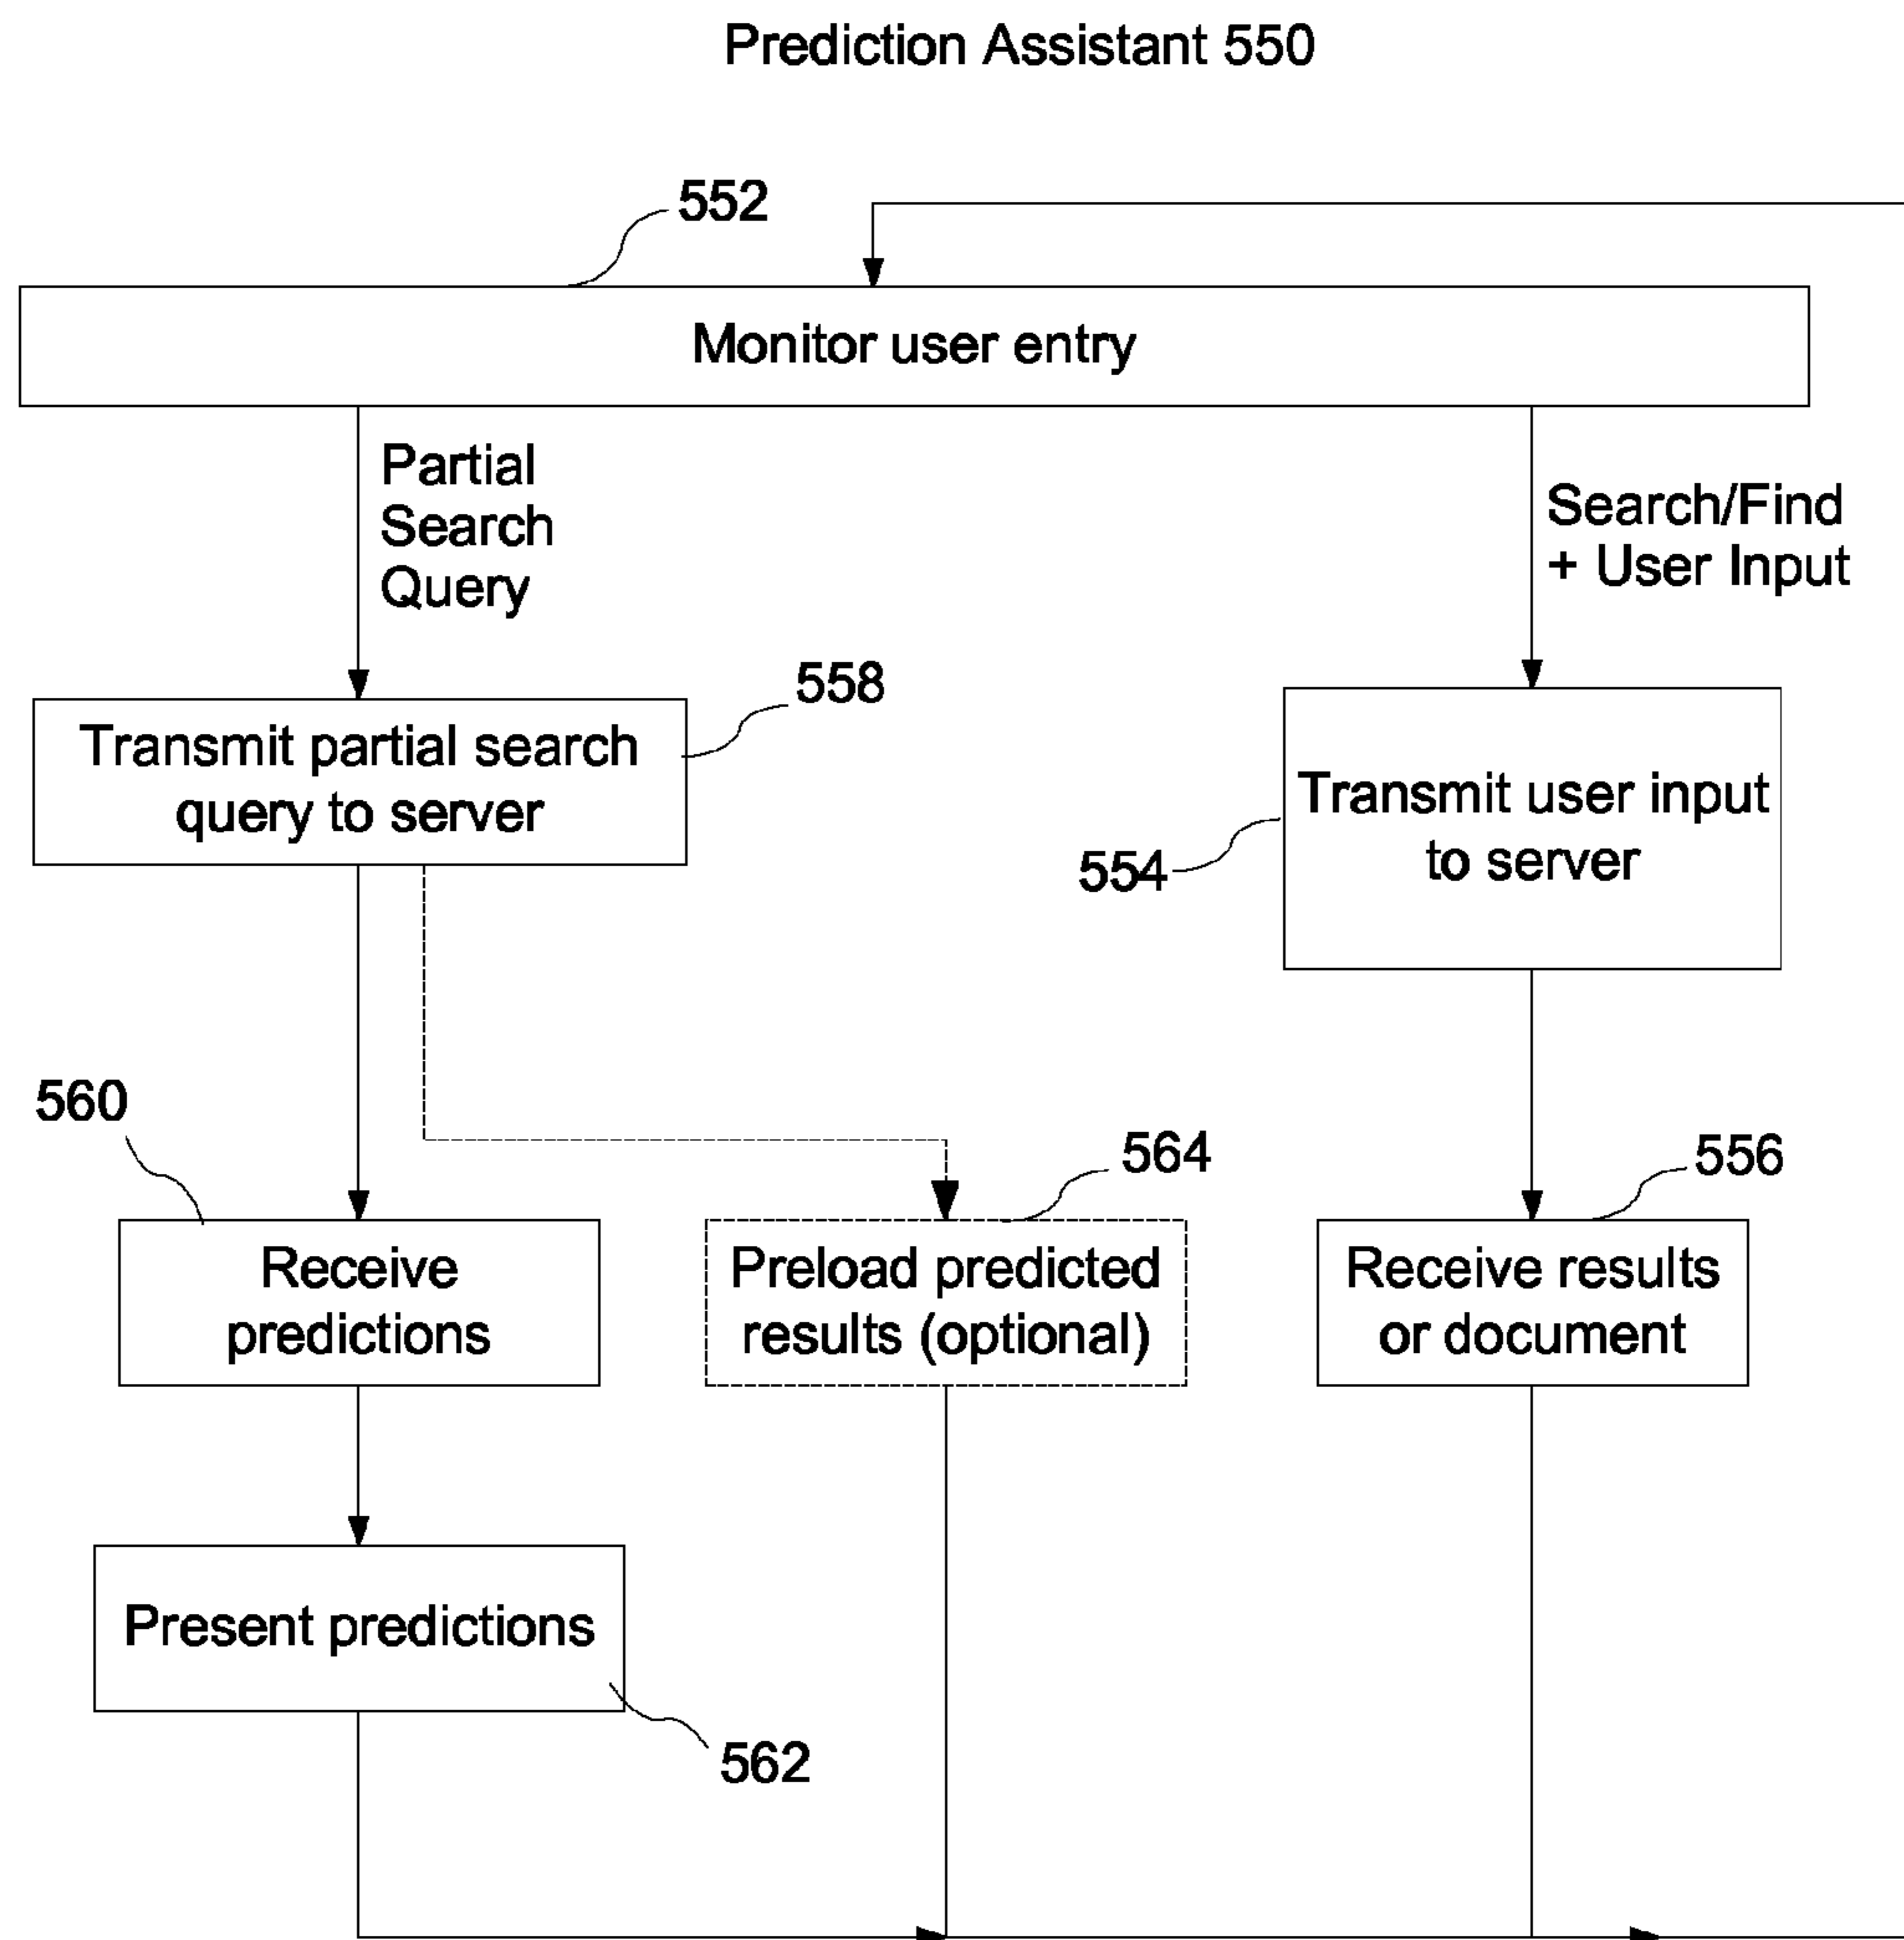 Prediction Assistant 550
552
Monitor user entry
Partial
Search
Query
Search/Find
+ User Input
558
Transmit partial search
query to server
Transmit user input
to server
554
560
564
556
Receive
predictions
Preload predicted
results (optional)
Receive results
or document
Present predictions
562